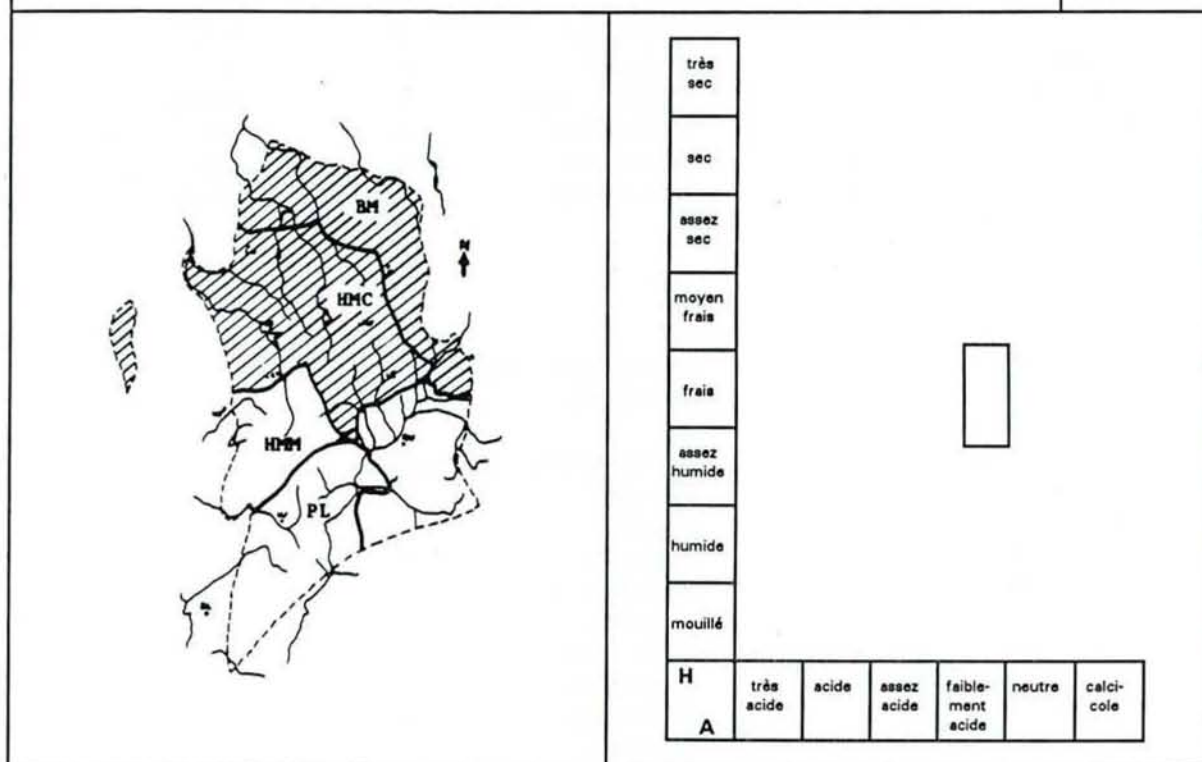 BM
N
HMC
HMM
PL
très
sec
sec
assez
sec
moyen
frais
frais
assez
humide
humide
mouillé
H
A
très
acide
acide
assez
acide
faible-
ment
acide
neutre
calci-
cole